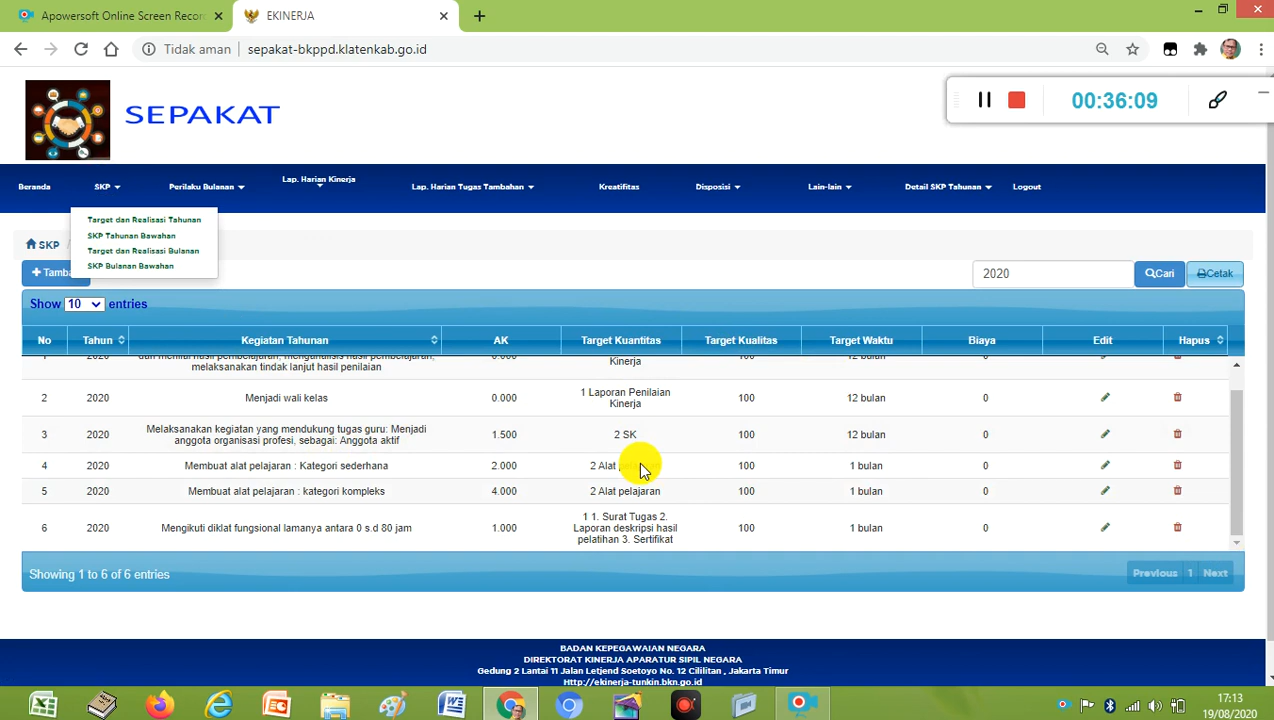 Apowersoft Online Screen Recor
EKINERJA
Tidak aman
sepakat-bkppd.klatenkab.go.id
SEPAKAT
00:36:09
Beranda
SKP
Perilaku Bulanan
Lap. Harian Kinerja
Lap. Harian Tugas Tambahan
Kreatifitas
Disposisi
Lain-lain
Detail SKP Tahunan
Logout
Target dan Realisasi Tahunan
SKP Tahunan Bawahan
Target dan Realisasi Bulanan
SKP Bulanan Bawahan
SKP /
+ Tamba
2020
Cari
Cetak
Show 10 entries
No Tahun Kegiatan Tahunan AK Target Kuantitas Target Kualitas Target Waktu Biaya Edit Hapus
dan menilai hasil pembelajaran, menganalisis hasil pembelajaran,
melaksanakan tindak lanjut hasil penilaian
Kinerja
2 2020 Menjadi wali kelas 0.000 1 Laporan Penilaian
Kinerja 100 12 bulan 0
3 2020 Melaksanakan kegiatan yang mendukung tugas guru: Menjadi
anggota organisasi profesi, sebagai: Anggota aktif 1.500 2 SK 100 12 bulan 0
4 2020 Membuat alat pelajaran : Kategori sederhana 2.000 2 Alat 100 1 bulan 0
5 2020 Membuat alat pelajaran : kategori kompleks 4.000 2 Alat pelajaran 100 1 bulan 0
6 2020 Mengikuti diklat fungsional lamanya antara 0 s.d 80 jam 1.000 1 1. Surat Tugas 2.
Laporan deskripsi hasil
pelatihan 3. Sertifikat 100 1 bulan 0
Showing 1 to 6 of 6 entries
Previous 1 Next
BADAN KEPEGAWAIAN NEGARA
DIREKTORAT KINERJA APARATUR SIPIL NEGARA
Gedung 2 Lantai 11 Jalan Letjend Soetoyo No. 12 Cililitan , Jakarta Timur
Http://ekinerja-tunkin.bkn.go.id
17:13
19/08/2020